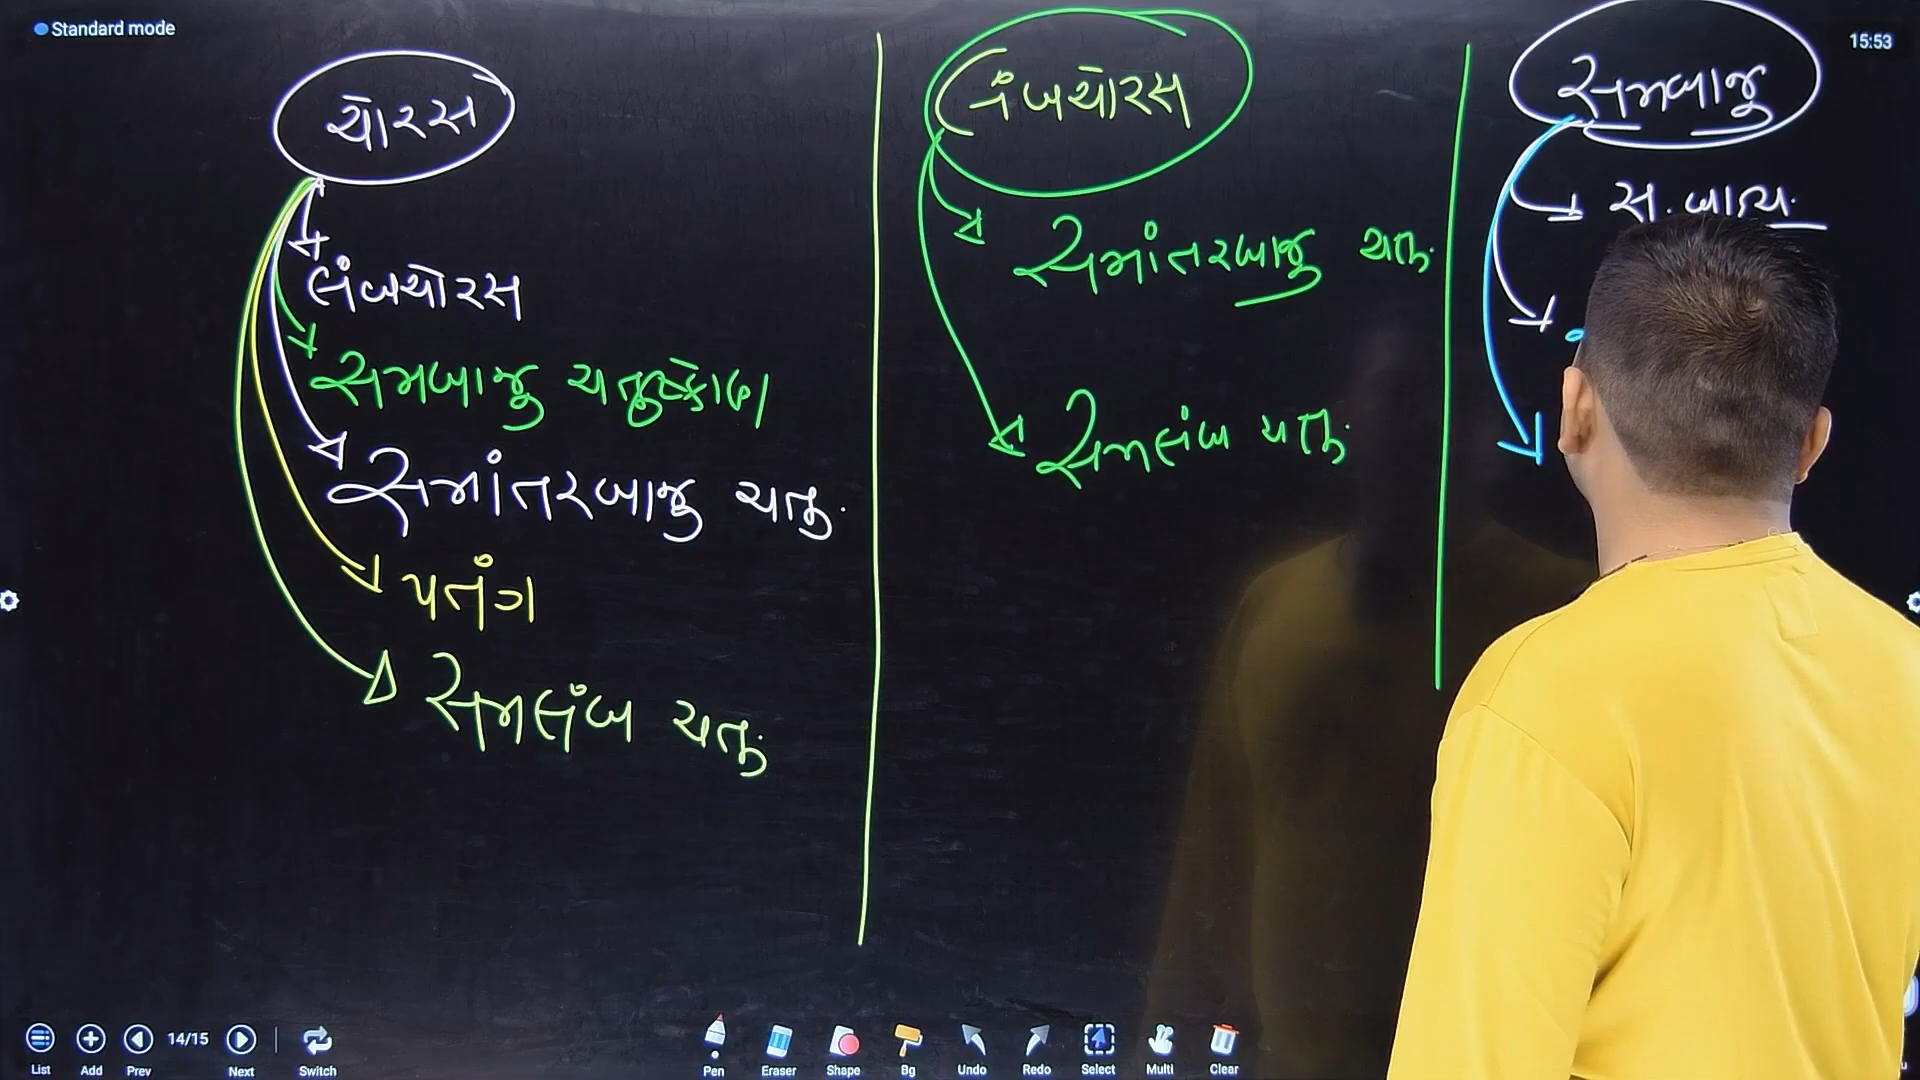 Standard mode
15:53
ચોરસ
લંબચોરસ
સમબાજુ ચતુષ્કોણ
સમાંતરબાજુ ચતુ.
પતંગ
સમલંબ ચતુ.
લંબચોરસ
સમાંતરબાજુ ચતુ.
સમલંબ ચતુ.
સમબાજુ
સ. બા.ચ.
List
Add
Prev
14/15
Next
Switch
Pen
Eraser
Shape
Bg
Undo
Redo
Select
Multi
Clear